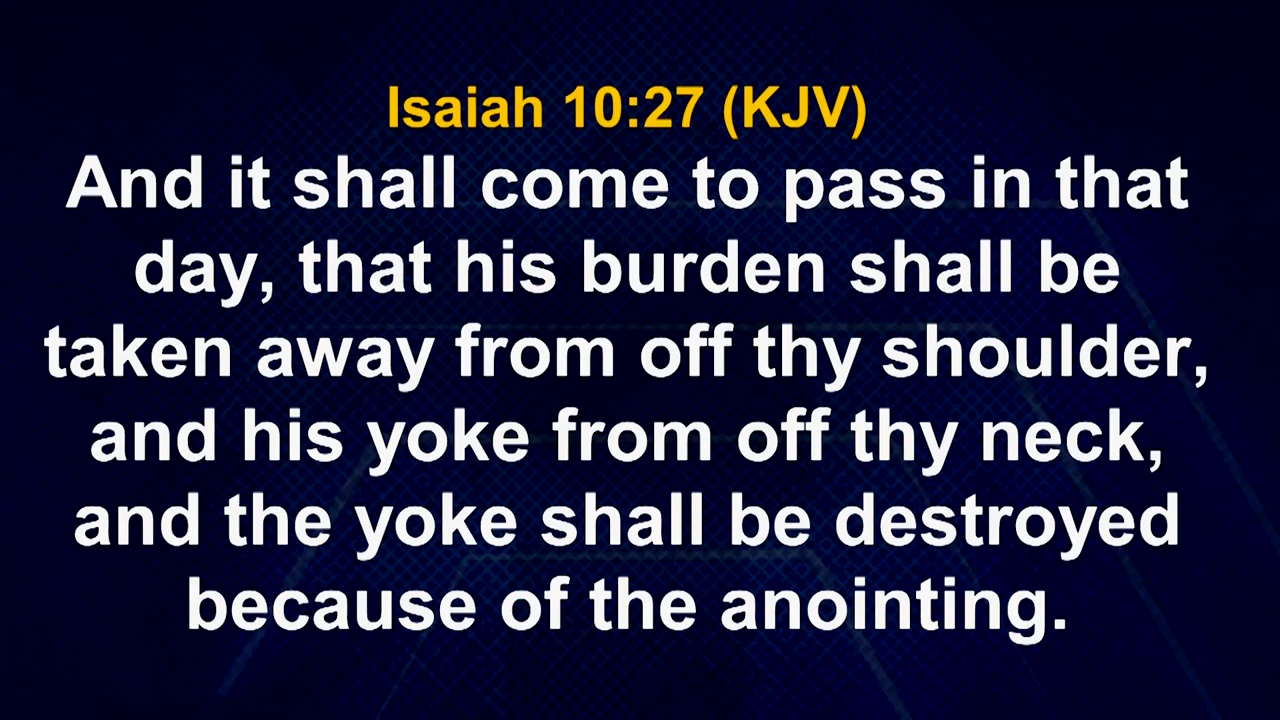 Isaiah 10:27 (KJV)
And it shall come to pass in that
day, that his burden shall be
taken away from off thy shoulder,
and his yoke from off thy neck,
and the yoke shall be destroyed
because of the anointing.